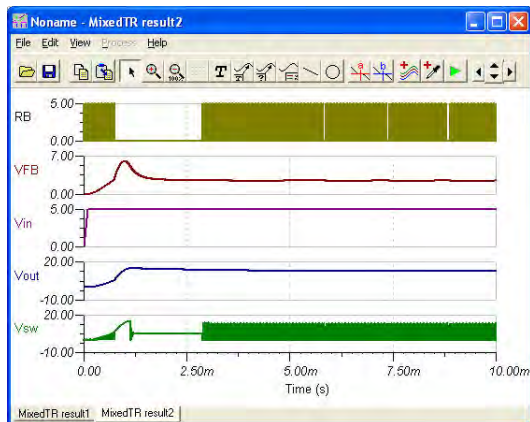 Noname - MixedTR result2
File Edit View Process Help
T
100%
a b
RB
5.00
0.00
VFB
7.00
0.00
Vin
5.00
0.00
Vout
20.00
-10.00
Vsw
20.00
-10.00
0.00 2.50m 5.00m 7.50m 10.00m
Time (s)
MixedTR result1 MixedTR result2